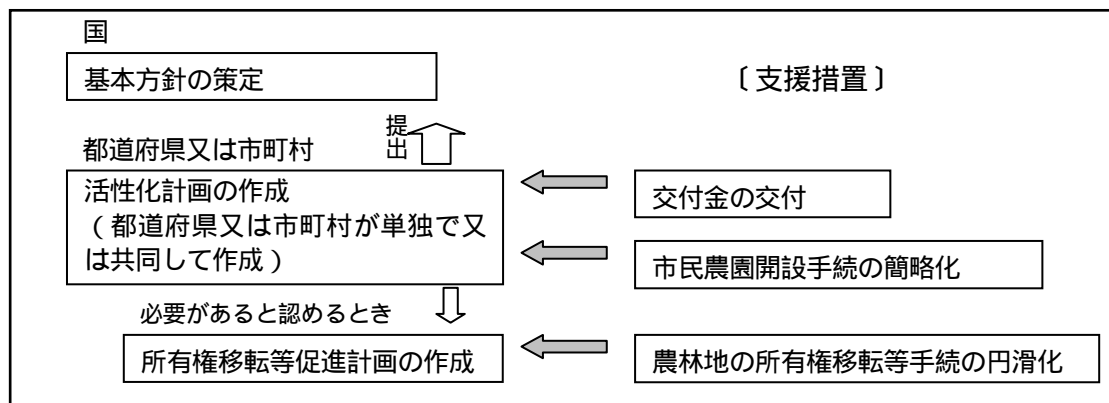 国
基本方針の策定
〔支援措置〕
提
出
都道府県又は市町村
活性化計画の作成
（都道府県又は市町村が単独で又
は共同して作成）
交付金の交付
市民農園開設手続の簡略化
必要があると認めるとき
所有権移転等促進計画の作成
農林地の所有権移転等手続の円滑化